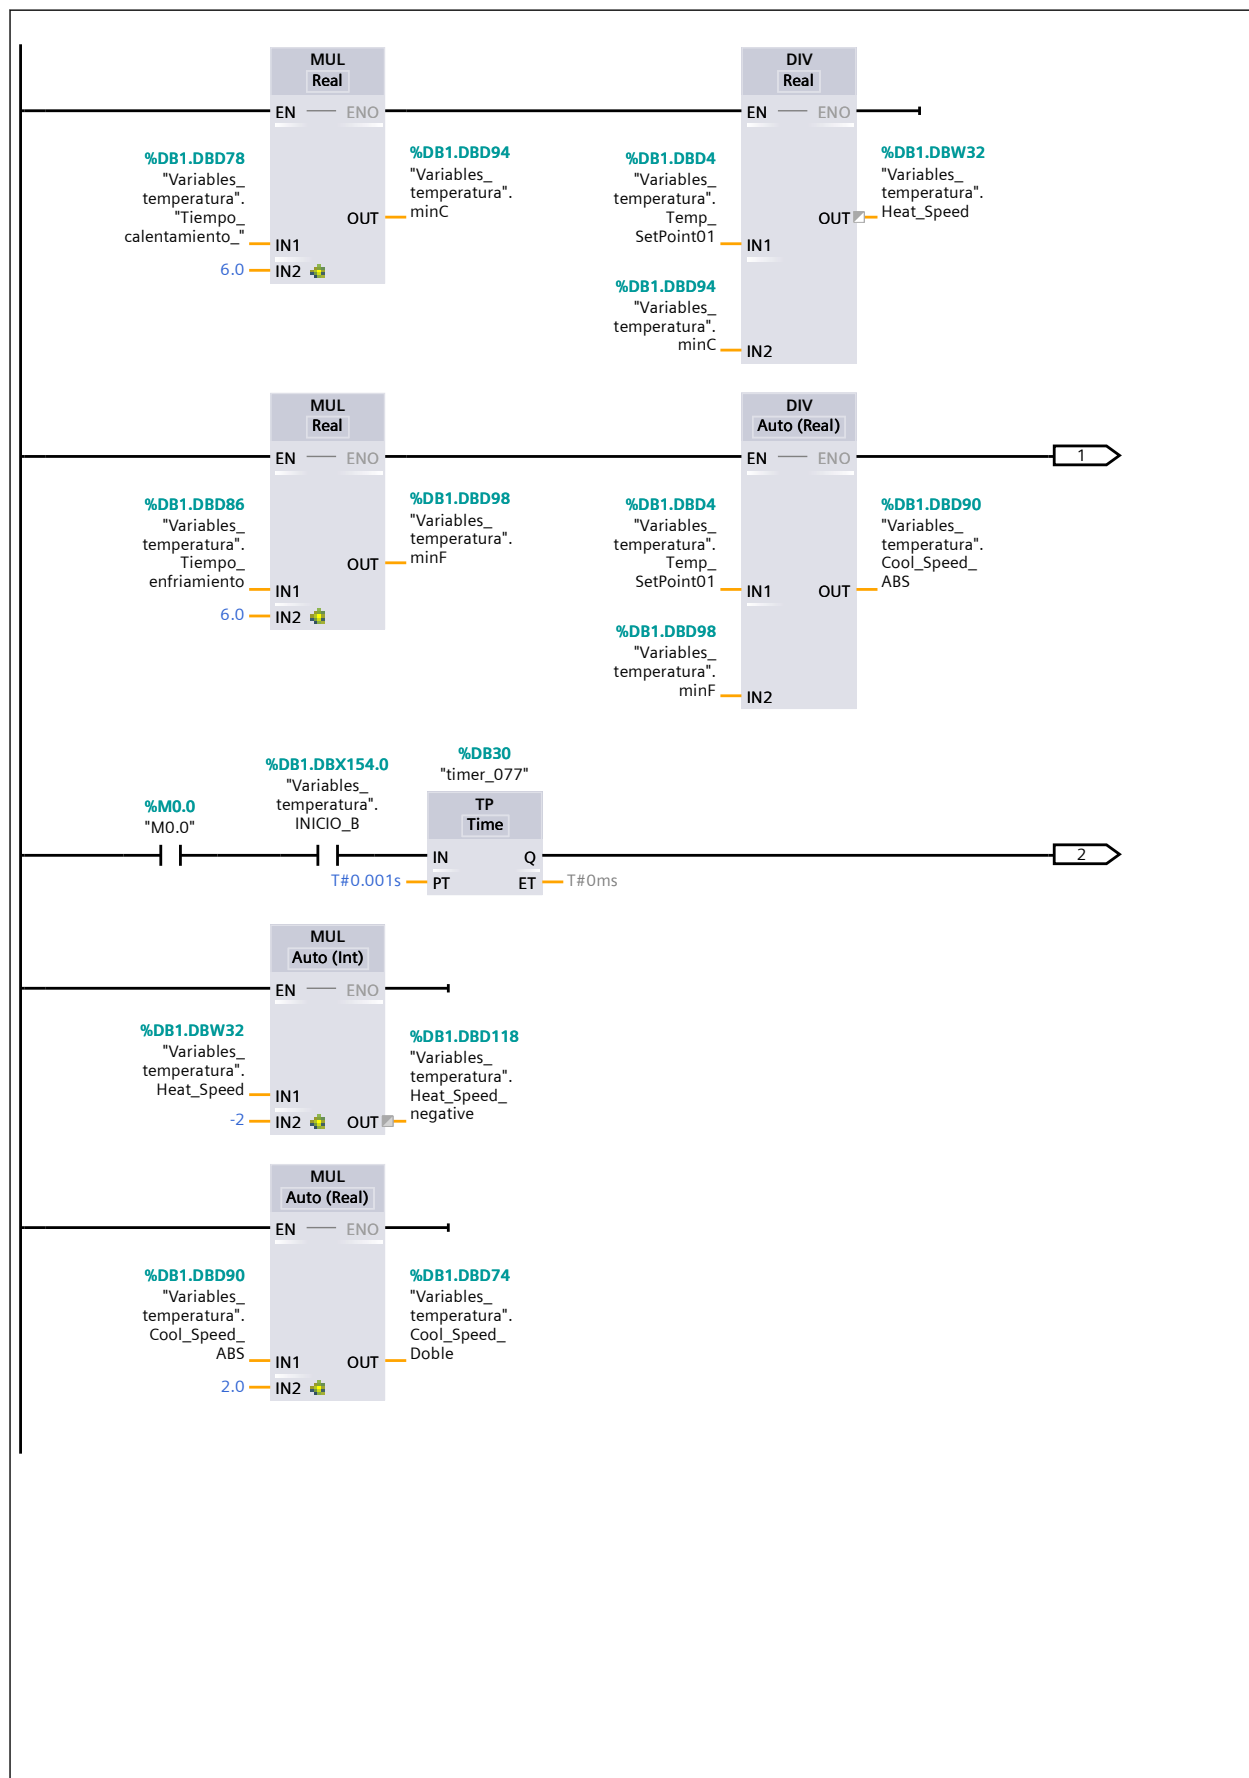 MUL
Real
EN
ENO
%DB1.DBD78
"Variables_
temperatura".
"Tiempo_
calentamiento_"
IN1
6.0
IN2
OUT
%DB1.DBD94
"Variables_
temperatura".
minC
DIV
Real
EN
ENO
%DB1.DBD4
"Variables_
temperatura".
Temp_
SetPoint01
IN1
%DB1.DBD94
"Variables_
temperatura".
minC
IN2
OUT
%DB1.DBW32
"Variables_
temperatura".
Heat_Speed
MUL
Real
EN
ENO
%DB1.DBD86
"Variables_
temperatura".
Tiempo_
enfriamiento
IN1
6.0
IN2
OUT
%DB1.DBD98
"Variables_
temperatura".
minF
DIV
Auto (Real)
EN
ENO
%DB1.DBD4
"Variables_
temperatura".
Temp_
SetPoint01
IN1
%DB1.DBD98
"Variables_
temperatura".
minF
IN2
OUT
%DB1.DBD90
"Variables_
temperatura".
Cool_Speed_
ABS
1
%M0.0
"M0.0"
%DB1.DBX154.0
"Variables_
temperatura".
INICIO_B
%DB30
"timer_077"
TP
Time
IN
Q
T#0.001s
PT
ET
T#0ms
2
MUL
Auto (Int)
EN
ENO
%DB1.DBW32
"Variables_
temperatura".
Heat_Speed
IN1
-2
IN2
OUT
%DB1.DBD118
"Variables_
temperatura".
Heat_Speed_
negative
MUL
Auto (Real)
EN
ENO
%DB1.DBD90
"Variables_
temperatura".
Cool_Speed_
ABS
IN1
2.0
IN2
OUT
%DB1.DBD74
"Variables_
temperatura".
Cool_Speed_
Doble